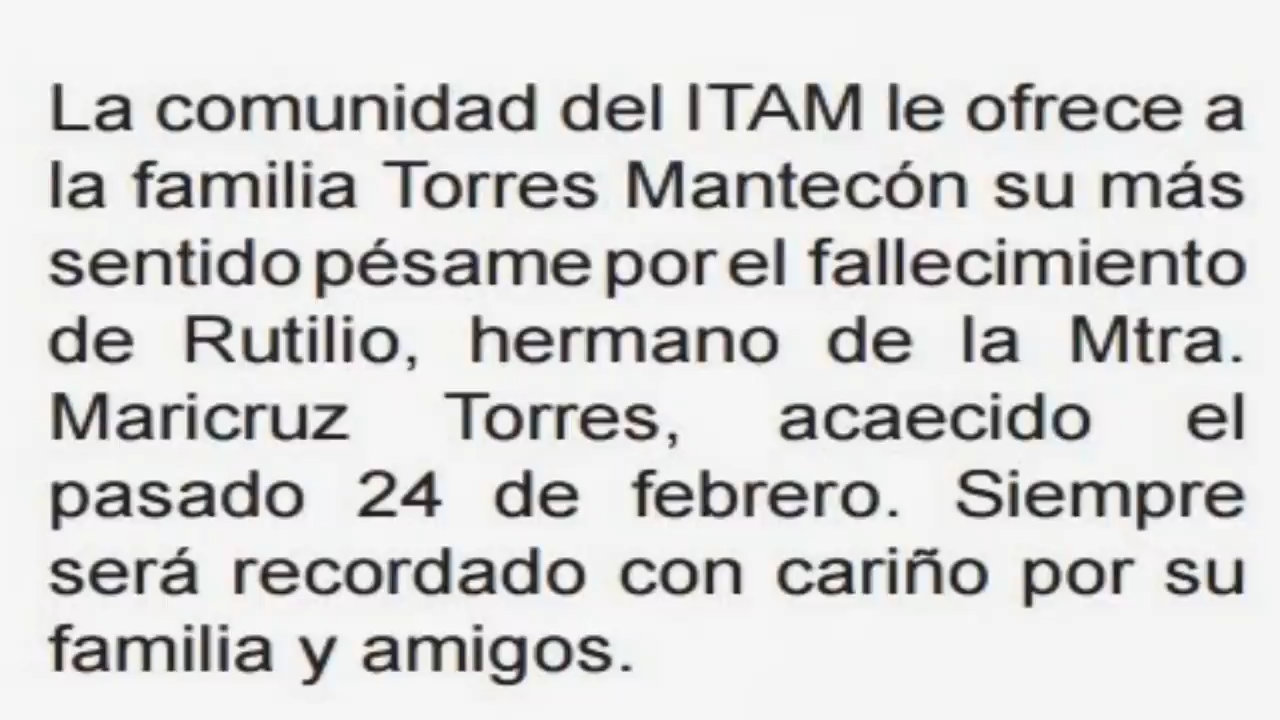 La comunidad del ITAM le ofrece a
la familia Torres Mantecón su más
sentido pésame por el fallecimiento
de Rutilio, hermano de la Mtra.
Maricruz Torres, acaecido el
pasado 24 de febrero. Siempre
será recordado con cariño por su
familia y amigos.